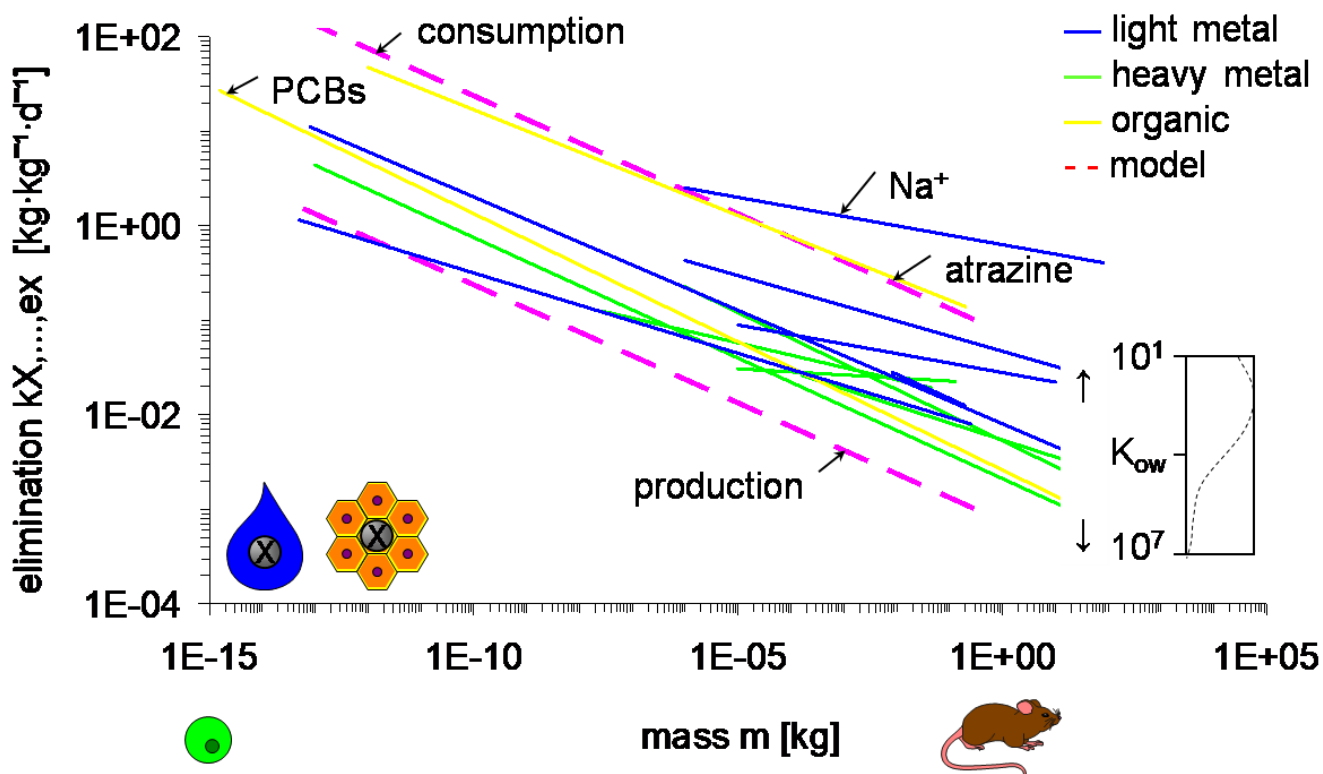 1E+02
1E+00
1E-02
1E-04
elimination kX,...,ex [kg·kg⁻¹·d⁻¹]
consumption
PCBs
Na⁺
atrazine
production
light metal
heavy metal
organic
model
10¹
Kow
10⁷
X
X
1E-15
1E-10
1E-05
1E+00
1E+05
mass m [kg]